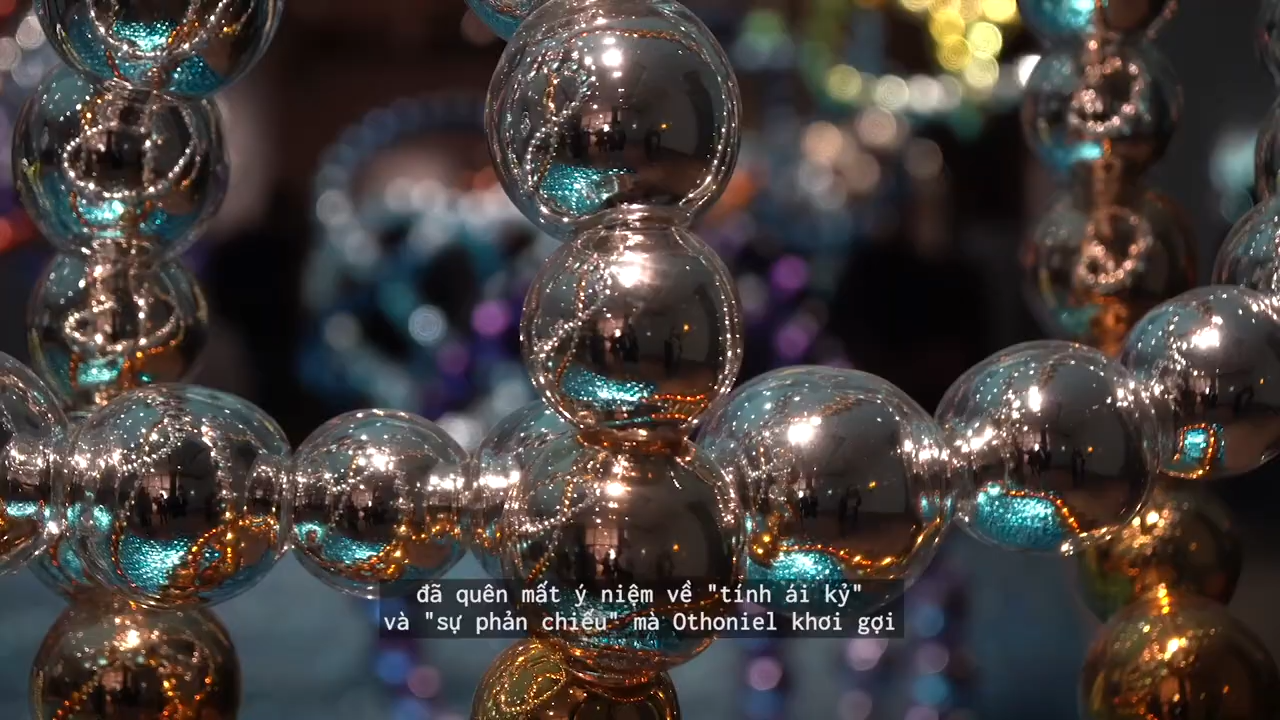 đã quên mất ý niệm về "tính ái kỷ"
và "sự phản chiếu" mà Othoniel khơi gợi